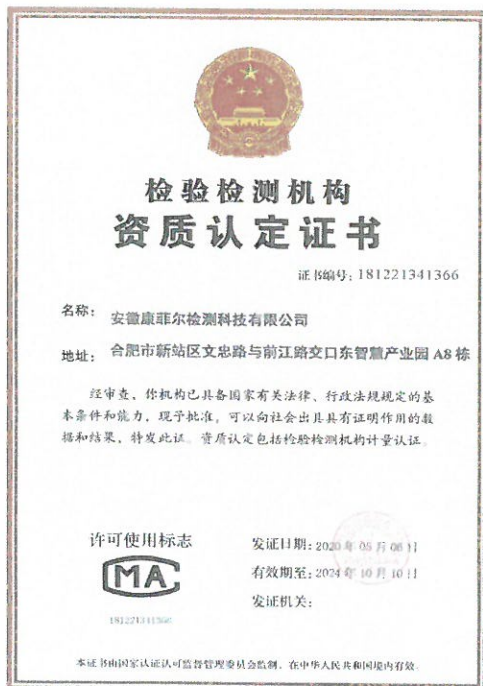 检验检测机构
资质认定证书
证书编号：181221341366
名称： 安徽康菲尔检测科技有限公司
地址： 合肥市新站区文忠路与前江路交口东智慧产业园 A8 栋
经审查，你机构已具备国家有关法律、行政法规规定的基
本条件和能力，现予批准，可以向社会出具具有证明作用的数
据和结果，特发此证。资质认定包括检验检测机构计量认证。
许可使用标志
MA
181221341366
发证日期：2020 年 05 月 06 日
有效期至：2024 年 10 月 10 日
发证机关：
本证书由国家认证认可监督管理委员会监制，在中华人民共和国境内有效。